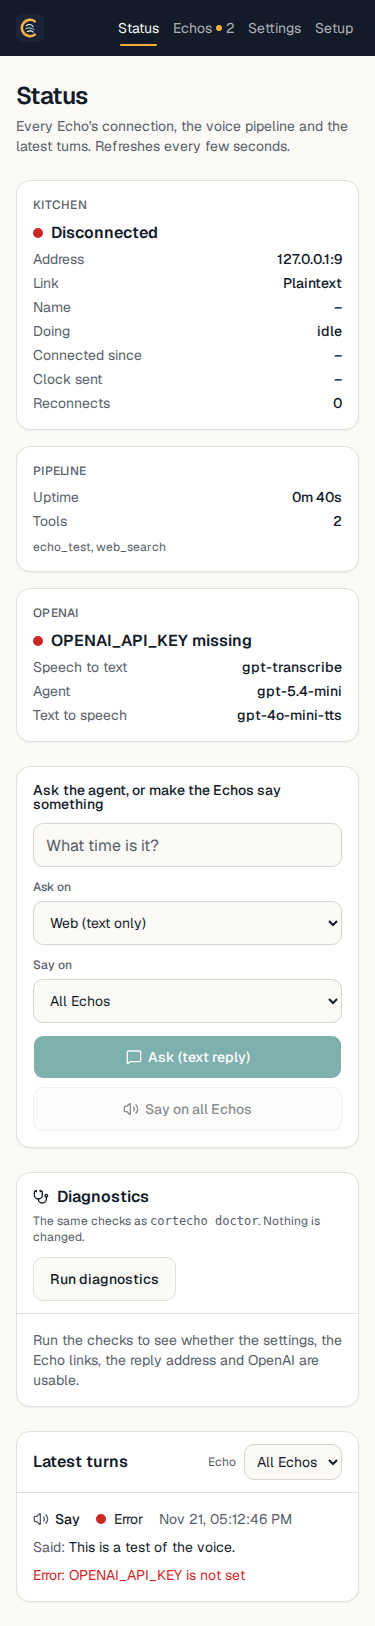 Status Echos 2 Settings Setup
Status
Every Echo's connection, the voice pipeline and the
latest turns. Refreshes every few seconds.
KITCHEN
Disconnected
Address 127.0.0.1:9
Link Plaintext
Name –
Doing idle
Connected since –
Clock sent –
Reconnects 0
PIPELINE
Uptime 0m 40s
Tools 2
echo_test, web_search
OPENAI
OPENAI_API_KEY missing
Speech to text gpt-transcribe
Agent gpt-5.4-mini
Text to speech gpt-4o-mini-tts
Ask the agent, or make the Echos say
something
What time is it?
Ask on
Web (text only)
Say on
All Echos
Ask (text reply)
Say on all Echos
Diagnostics
The same checks as cortecho doctor. Nothing is
changed.
Run diagnostics
Run the checks to see whether the settings, the
Echo links, the reply address and OpenAI are
usable.
Latest turns Echo All Echos
Say Error Nov 21, 05:12:46 PM
Said: This is a test of the voice.
Error: OPENAI_API_KEY is not set